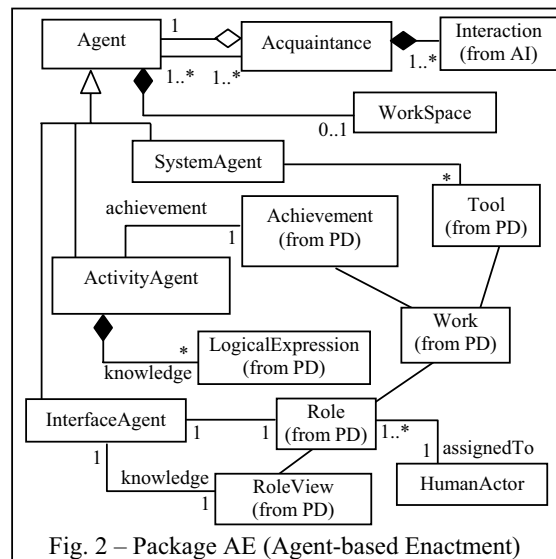 Agent
1
Acquaintance
Interaction
(from AI)
1..*
1..*
1..*
WorkSpace
0..1
SystemAgent
*
Tool
(from PD)
achievement
1
Achievement
(from PD)
ActivityAgent
Work
(from PD)
*
knowledge
LogicalExpression
(from PD)
InterfaceAgent
1
1
Role
(from PD)
1..*
1
assignedTo
1
knowledge
1
RoleView
(from PD)
HumanActor
Fig. 2 – Package AE (Agent-based Enactment)